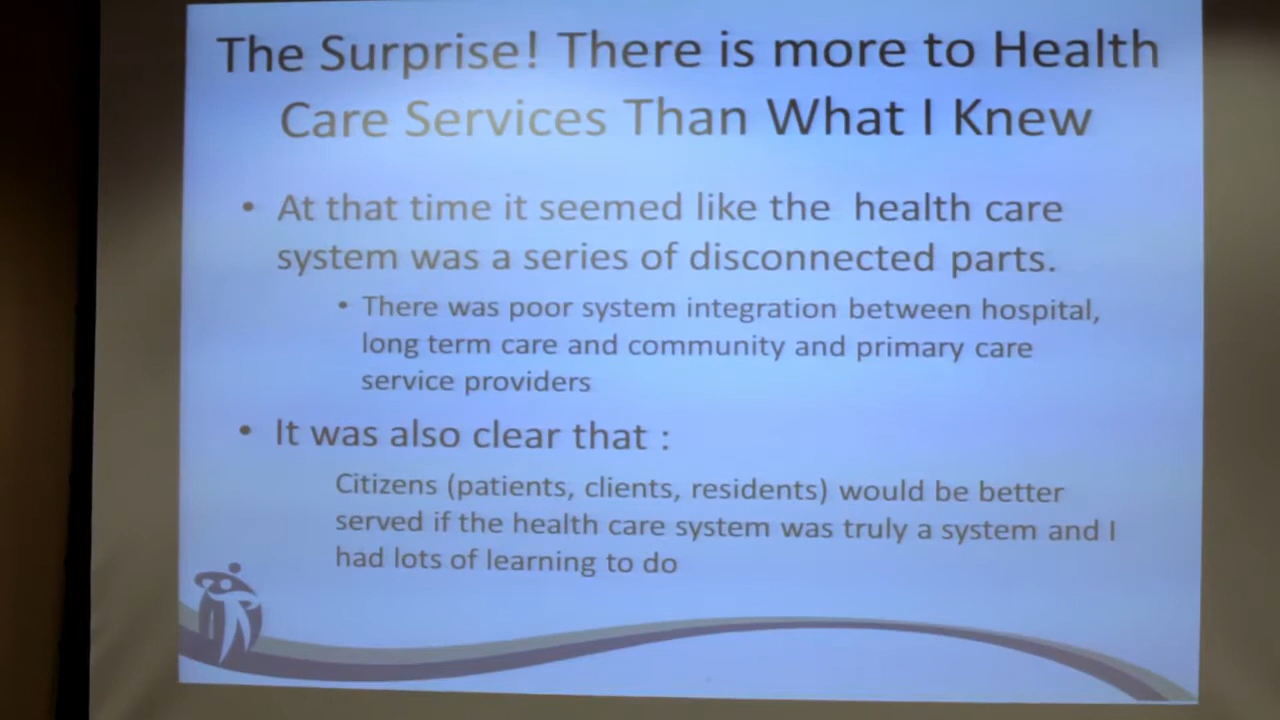 The Surprise! There is more to Health
Care Services Than What I Knew
• At that time it seemed like the health care
system was a series of disconnected parts.
• There was poor system integration between hospital,
long term care and community and primary care
service providers
• It was also clear that :
Citizens (patients, clients, residents) would be better
served if the health care system was truly a system and I
had lots of learning to do